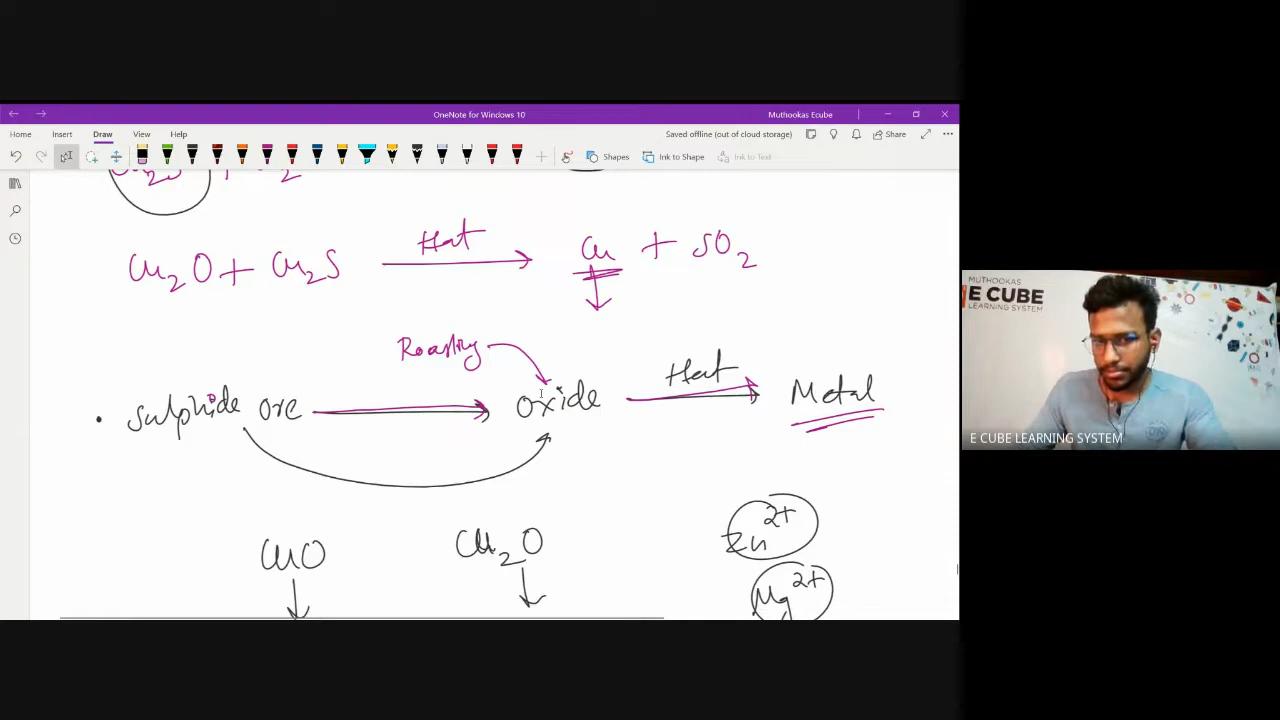 OneNote for Windows 10
Muthookas Ecube
Home Insert Draw View Help
Saved offline (out of cloud storage)
Share
Shapes
Ink to Shape
Ink to Text
Cu2O + Cu2S Heat Cu + SO2
Roasting
• Sulphide Ore Oxide Heat Metal
CuO Cu2O Zn2+
Mg2+
MUTHOOKAS
E CUBE
LEARNING SYSTEM
E CUBE LEARNING SYSTEM